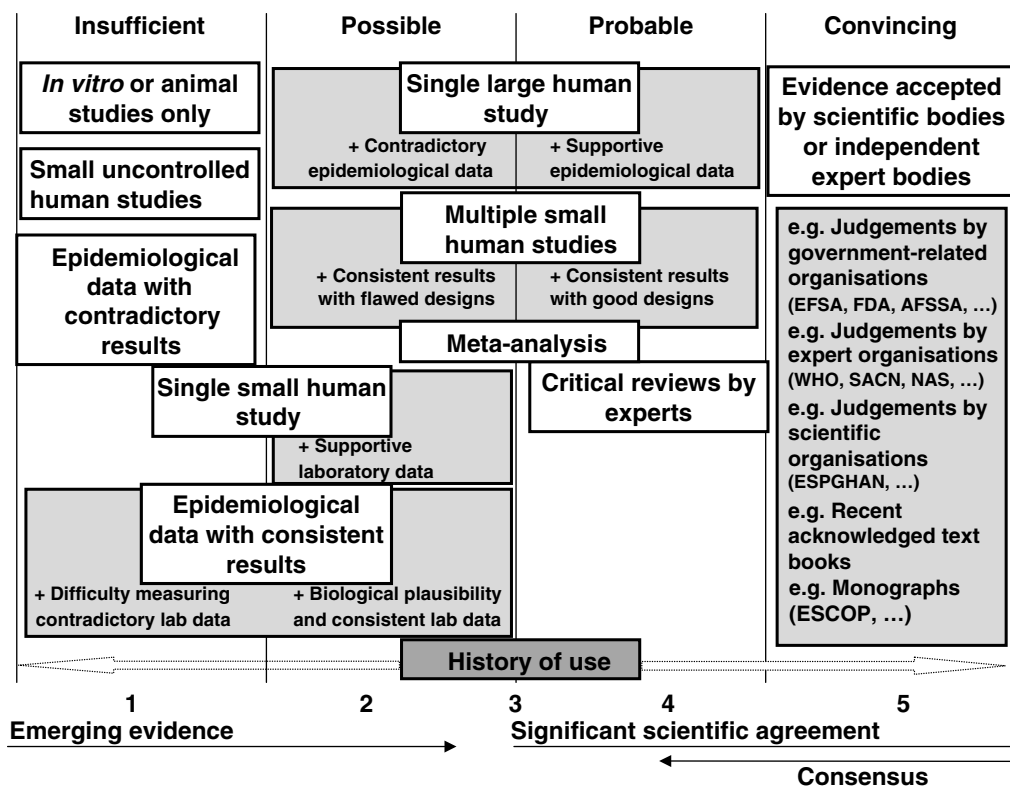 Insufficient
Possible
Probable
Convincing
In vitro or animal
studies only
Small uncontrolled
human studies
Epidemiological
data with
contradictory
results
Single large human
study
+ Contradictory
epidemiological data
+ Supportive
epidemiological data
Multiple small
human studies
+ Consistent results
with flawed designs
+ Consistent results
with good designs
Meta-analysis
Single small human
study
+ Supportive
laboratory data
Critical reviews by
experts
Epidemiological
data with consistent
results
+ Difficulty measuring
contradictory lab data
+ Biological plausibility
and consistent lab data
Evidence accepted
by scientific bodies
or independent
expert bodies
e.g. Judgements by
government-related
organisations
(EFSA, FDA, AFSSA, …)
e.g. Judgements by
expert organisations
(WHO, SACN, NAS, …)
e.g. Judgements by
scientific
organisations
(ESPGHAN, …)
e.g. Recent
acknowledged text
books
e.g. Monographs
(ESCOP, …)
History of use
1
2
3
4
5
Emerging evidence
Significant scientific agreement
Consensus